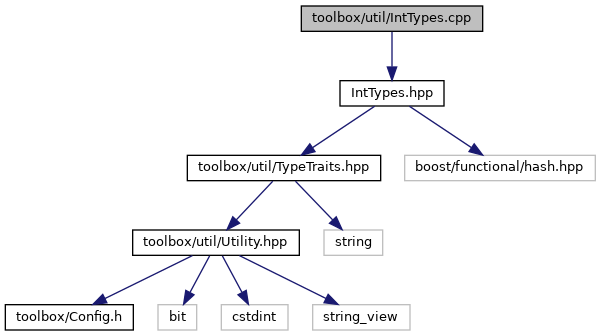 toolbox/util/IntTypes.cpp
IntTypes.hpp
toolbox/util/TypeTraits.hpp
boost/functional/hash.hpp
toolbox/util/Utility.hpp
string
toolbox/Config.h
bit
cstdint
string_view